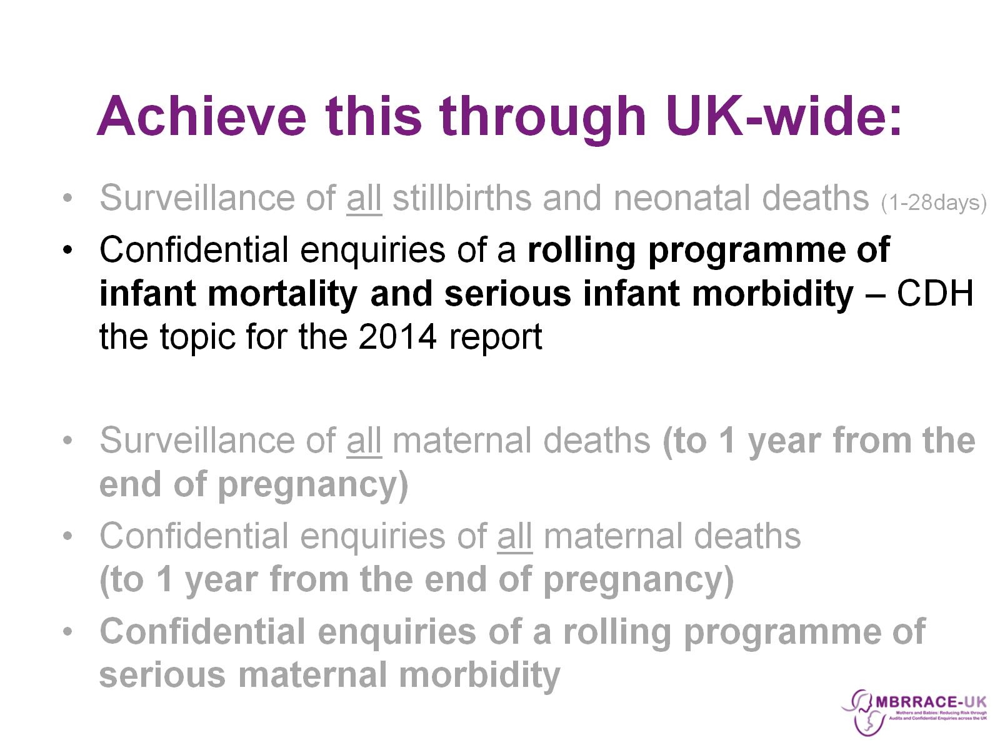 Achieve this through UK-wide:
• Surveillance of all stillbirths and neonatal deaths (1-28days)
• Confidential enquiries of a rolling programme of
infant mortality and serious infant morbidity – CDH
the topic for the 2014 report
• Surveillance of all maternal deaths (to 1 year from the
end of pregnancy)
• Confidential enquiries of all maternal deaths
(to 1 year from the end of pregnancy)
• Confidential enquiries of a rolling programme of
serious maternal morbidity
MBRRACE-UK
Mothers and Babies: Reducing Risk through
Audits and Confidential Enquiries across the UK